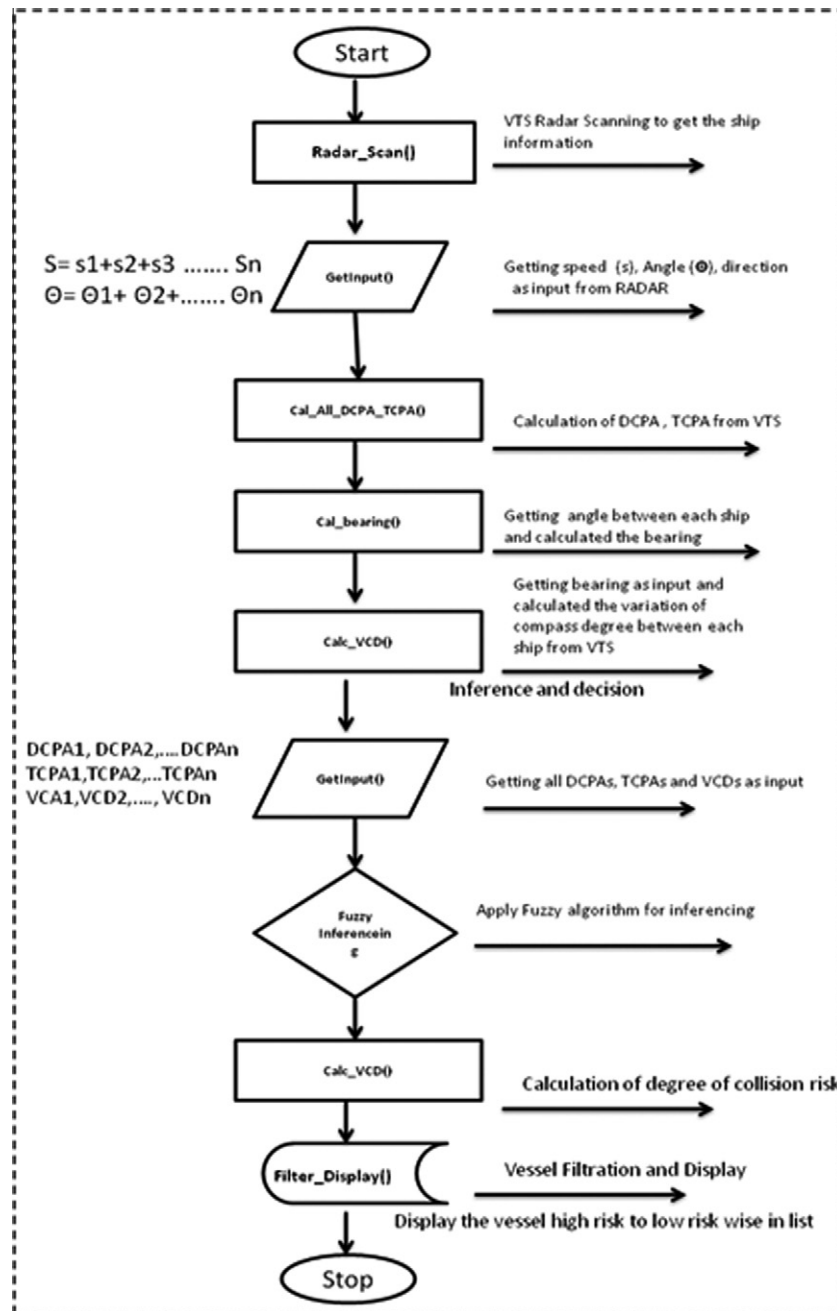 Start
Radar_Scan()
VTS Radar Scanning to get the ship
information
S= s1+s2+s3 ....... Sn
Θ= Θ1+ Θ2+....... Θn
GetInput()
Getting speed {s}, Angle {Θ}, direction
as input from RADAR
Cal_All_DCPA_TCPA()
Calculation of DCPA , TCPA from VTS
Cal_bearing()
Getting angle between each ship
and calculated the bearing
Calc_VCD()
Getting bearing as input and
calculated the variation of
compass degree between each
ship from VTS
Inference and decision
DCPA1, DCPA2,....DCPAn
TCPA1,TCPA2,...TCPAn
VCA1,VCD2,...., VCDn
GetInput()
Getting all DCPAs, TCPAs and VCDs as input
Fuzzy
Inferencein
g
Apply Fuzzy algorithm for inferencing
Calc_VCD()
Calculation of degree of collision risk
Filter_Display()
Vessel Filtration and Display
Display the vessel high risk to low risk wise in list
Stop